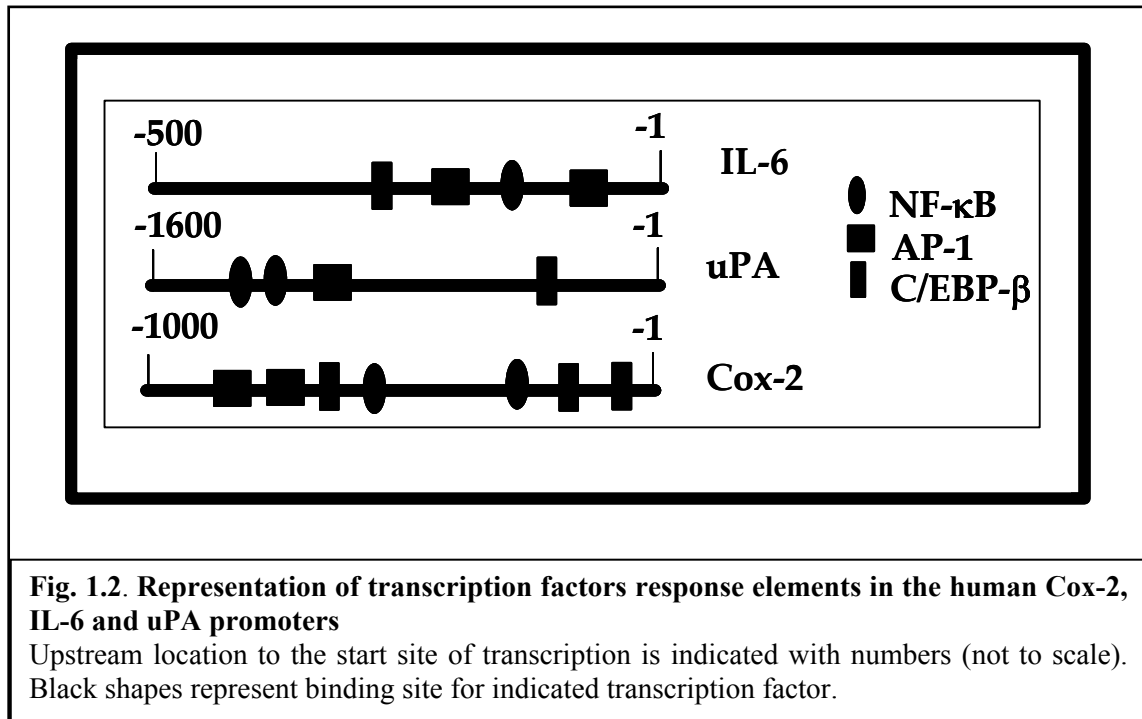 -500 -1
IL-6
-1600 -1
uPA
-1000 -1
Cox-2
NF-κB
AP-1
C/EBP-β
Fig. 1.2. Representation of transcription factors response elements in the human Cox-2,
IL-6 and uPA promoters
Upstream location to the start site of transcription is indicated with numbers (not to scale).
Black shapes represent binding site for indicated transcription factor.